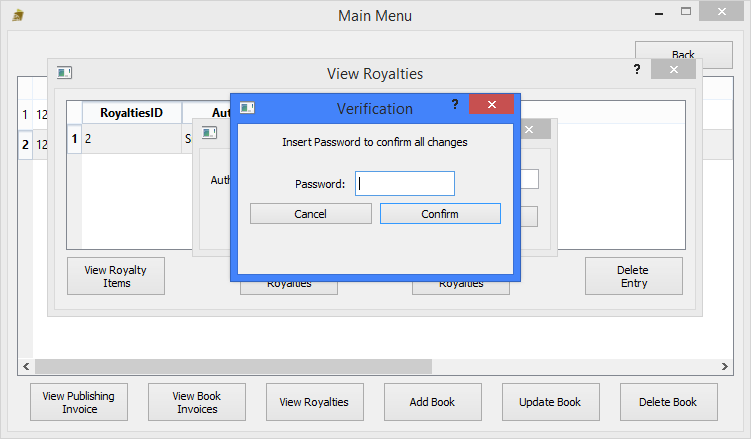 Main Menu
Back
View Royalties
?
RoyaltiesID
Aut
1 12
1 2 S
2 12
Verification
?
Insert Password to confirm all changes
Auth
Password:
Cancel
Confirm
View Royalty
Items
Royalties
Royalties
Delete
Entry
View Publishing
Invoice
View Book
Invoices
View Royalties
Add Book
Update Book
Delete Book